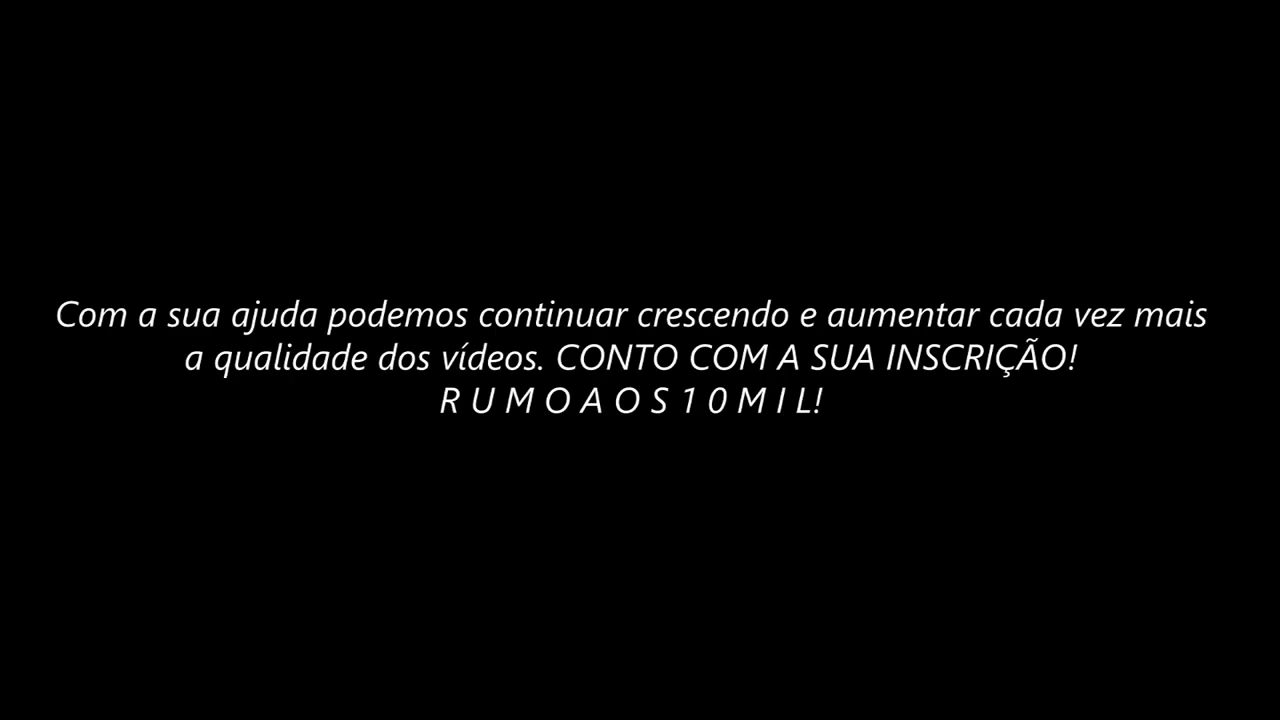 Com a sua ajuda podemos continuar crescendo e aumentar cada vez mais
a qualidade dos vídeos. CONTO COM A SUA INSCRIÇÃO!
R U M O A O S 1 0 M I L!